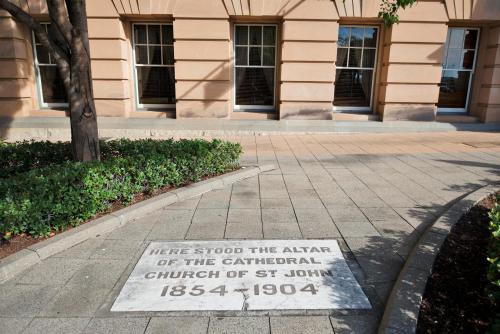 HERE STOOD THE ALTAR
OF THE CATHEDRAL
CHURCH OF ST JOHN
1854-1904